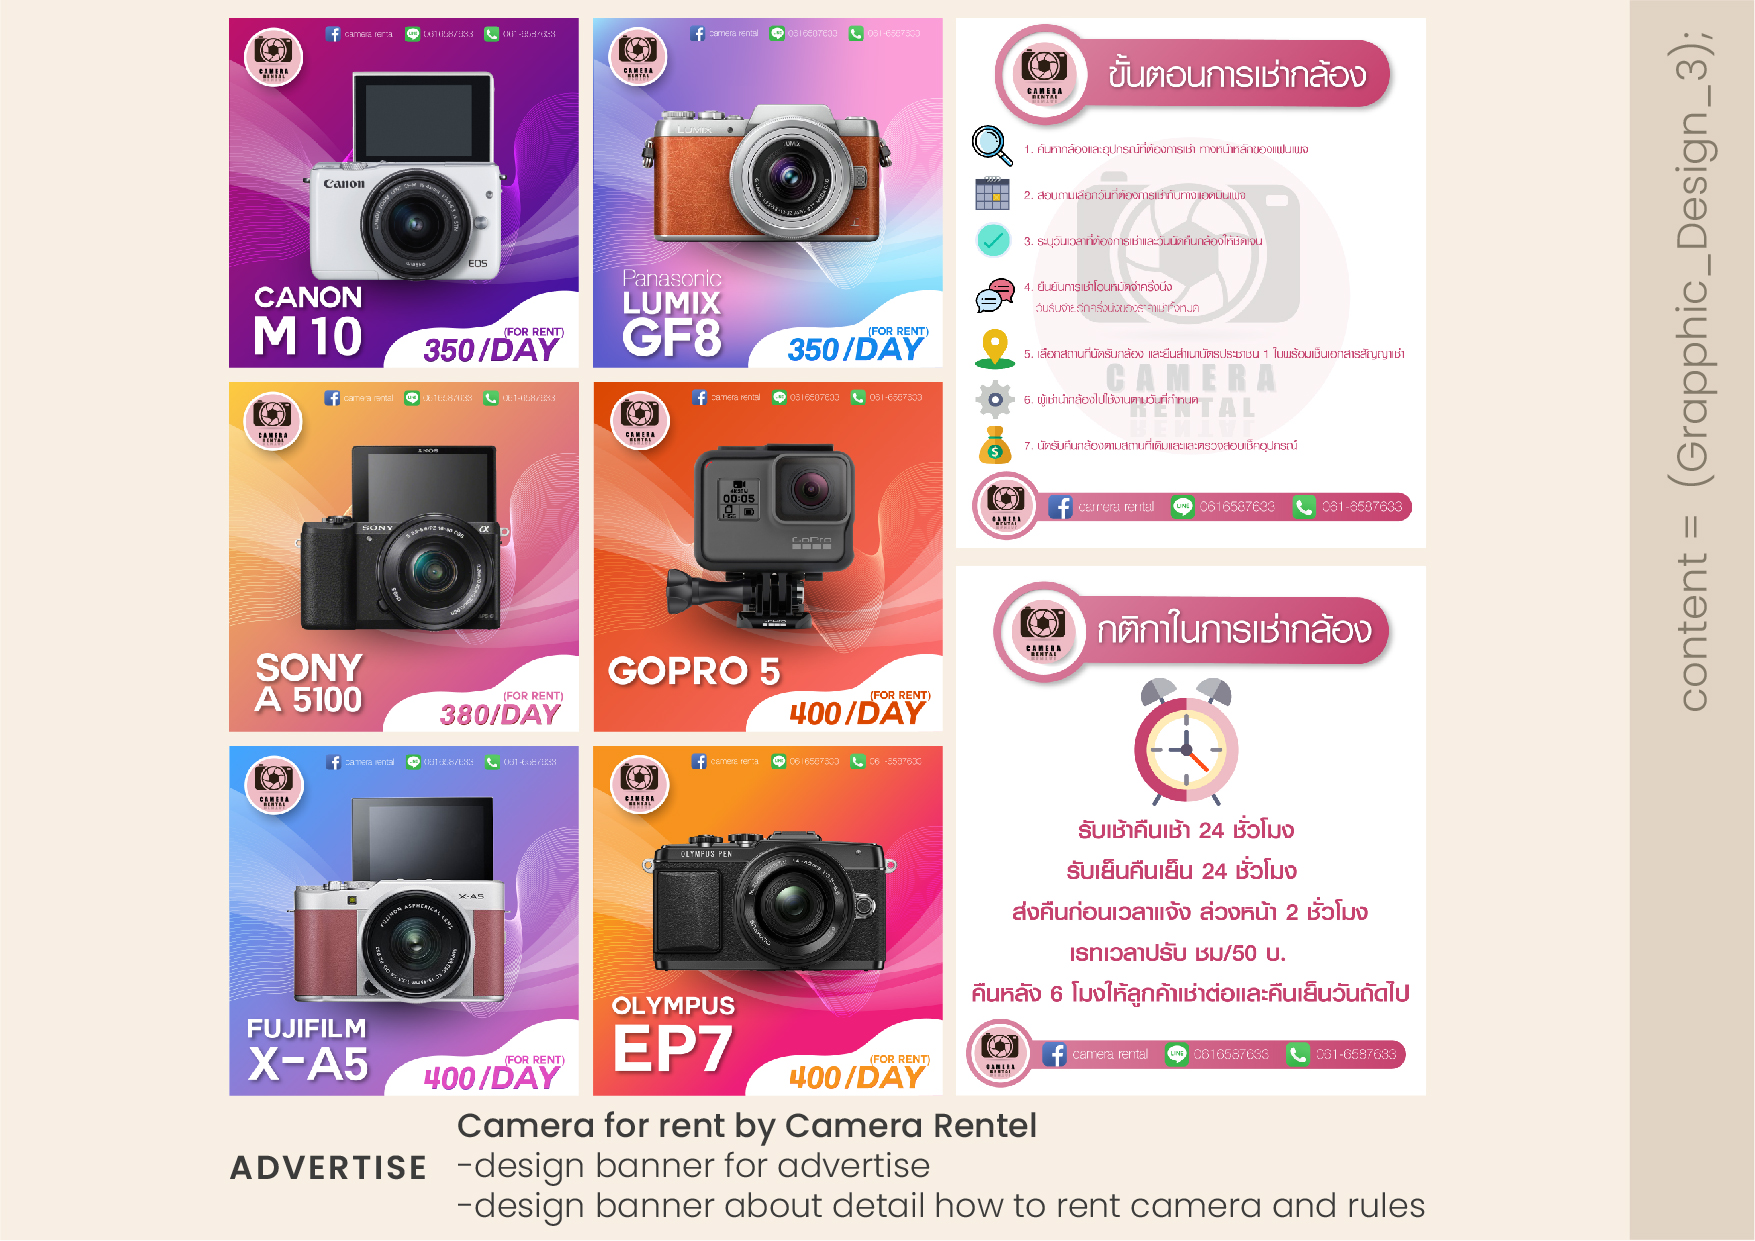 CAMERA
RENTAL
camera rental
0616587633
061-6587633
Canon
EOS
CANON
M 10
(FOR RENT)
350/DAY
CAMERA
RENTAL
camera rental
0616587633
061-6587633
LUMIX
Panasonic
LUMIX
GF8
(FOR RENT)
350/DAY
CAMERA
RENTAL
camera rental
0616587633
061-6587633
SONY
SONY
A 5100
(FOR RENT)
380/DAY
CAMERA
RENTAL
camera rental
0616587633
061-6587633
00:05
GoPro
GOPRO 5
(FOR RENT)
400/DAY
CAMERA
RENTAL
camera rental
0616587633
061-6587633
X-A5
FUJIFILM
X-A5
(FOR RENT)
400/DAY
CAMERA
RENTAL
camera rental
0616587633
061-6587633
OLYMPUS PEN
OLYMPUS
EP7
(FOR RENT)
400/DAY
CAMERA
RENTAL
ขั้นตอนการเช่ากล้อง
1. ค้นหากล้องและอุปกรณ์ที่ต้องการเช่า ทางหน้าหลักของแฟนเพจ
2. สอบถามเลือกวันที่ต้องการเช่ากับทางแอดมินเพจ
3. ระบุวันเวลาที่ต้องการเช่าและวันนัดคืนกล้องให้ชัดเจน
4. ยืนยันการเช่าโอนมัดจำครึ่งนึง
5. เลือกสถานที่นัดรับกล้อง และยืนสำเนาบัตรประชาชน 1 ใบพร้อมเซ็นเอกสารสัญญาเช่า
6. ผู้เช่านำกล้องไปใช้งานตามวันที่กำหนด
7. นัดรับคืนกล้องตามสถานที่เดิมและและตรวจสอบเช็คอุปกรณ์
CAMERA
RENTAL
CAMERA
RENTAL
camera rental
LINE
0616587633
061-6587633
CAMERA
RENTAL
กติกาในการเช่ากล้อง
รับเช้าคืนเช้า 24 ชั่วโมง
รับเย็นคืนเย็น 24 ชั่วโมง
ส่งคืนก่อนเวลาแจ้ง ล่วงหน้า 2 ชั่วโมง
เรทเวลาปรับ ชม/50 บ.
คืนหลัง 6 โมงให้ลูกค้าเช่าต่อและคืนเย็นวันถัดไป
CAMERA
RENTAL
camera rental
LINE
0616587633
061-6587633
ADVERTISE
Camera for rent by Camera Rentel
-design banner for advertise
-design banner about detail how to rent camera and rules
content = (Grapphic_Design_3);